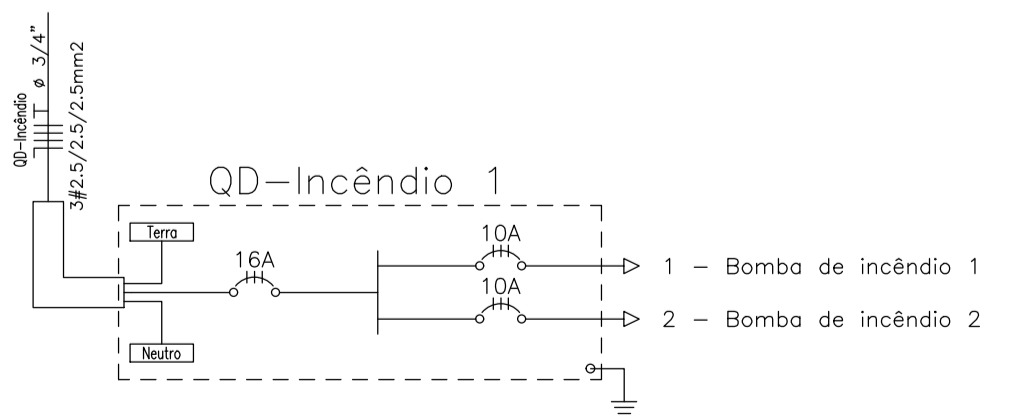 ø 3/4"
QD-Incêndio
3#2.5/2.5/2.5mm2
QD-Incêndio 1
Terra
16A
10A
1 - Bomba de incêndio 1
10A
2 - Bomba de incêndio 2
Neutro